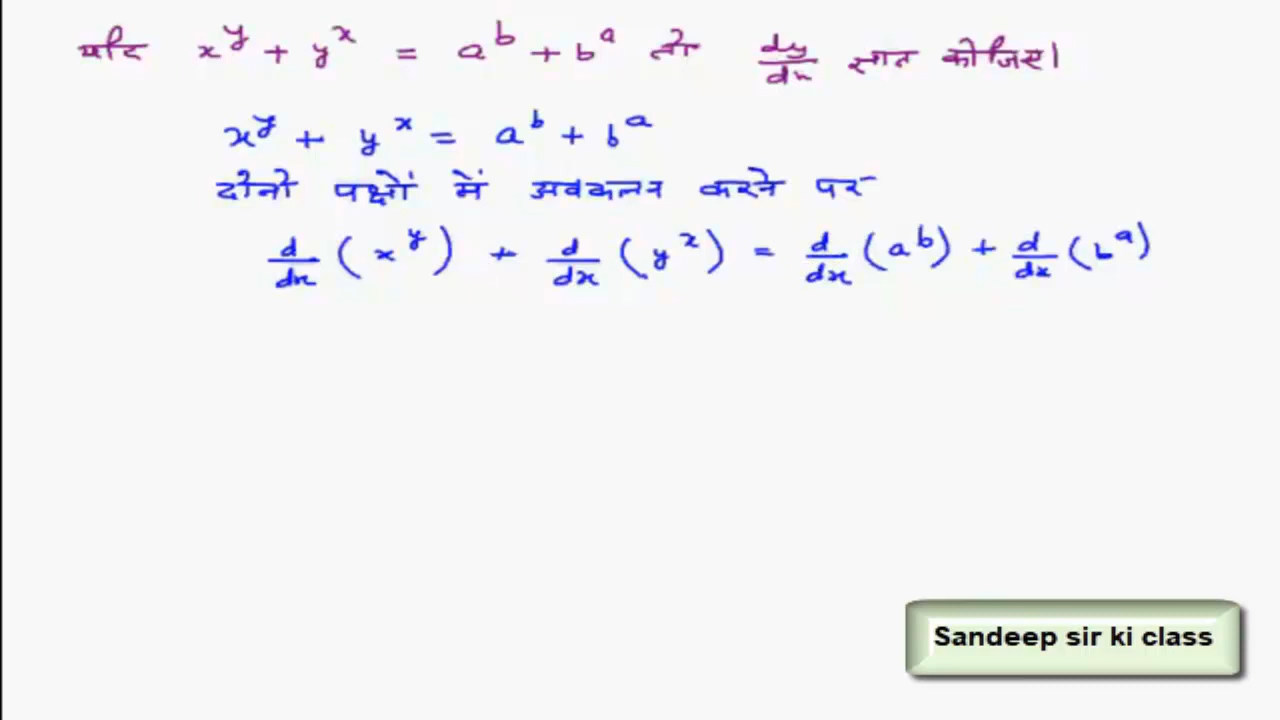 यदि x^y + y^x = a^b + b^a तो dy/dx ज्ञात कीजिए।
x^y + y^x = a^b + b^a
दोनो पक्षों में अवकलन करने पर
d/dx (x^y) + d/dx (y^x) = d/dx (a^b) + d/dx (b^a)
Sandeep sir ki class